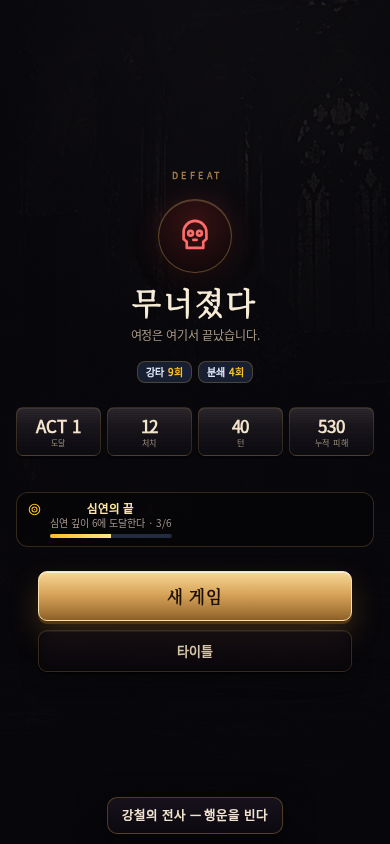 DEFEAT
무너졌다
여정은 여기서 끝났습니다.
강타 9회 분쇄 4회
ACT 1 12 40 530
도달 처치 턴 누적 피해
심연의 끝
심연 깊이 6에 도달한다 · 3/6
새 게임
타이틀
강철의 전사 — 행운을 빈다